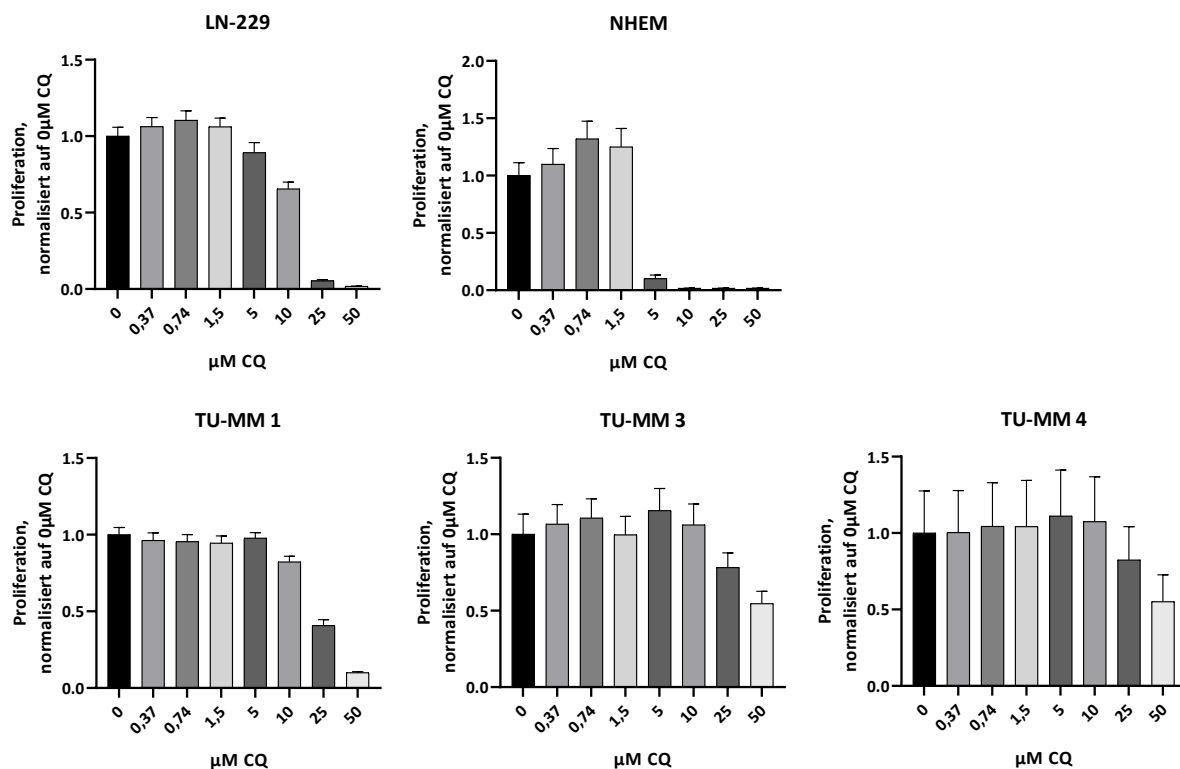 LN-229
Proliferation,
normalisiert auf 0µM CQ
1.5
1.0
0.5
0.0
0 0,37 0,74 1,5 5 10 25 50
µM CQ
NHEM
Proliferation,
normalisiert auf 0µM CQ
2.0
1.5
1.0
0.5
0.0
0 0,37 0,74 1,5 5 10 25 50
µM CQ
TU-MM 1
Proliferation,
normalisiert auf 0µM CQ
1.5
1.0
0.5
0.0
0 0,37 0,74 1,5 5 10 25 50
µM CQ
TU-MM 3
Proliferation,
normalisiert auf 0µM CQ
1.5
1.0
0.5
0.0
0 0,37 0,74 1,5 5 10 25 50
µM CQ
TU-MM 4
Proliferation,
normalisiert auf 0µM CQ
1.5
1.0
0.5
0.0
0 0,37 0,74 1,5 5 10 25 50
µM CQ